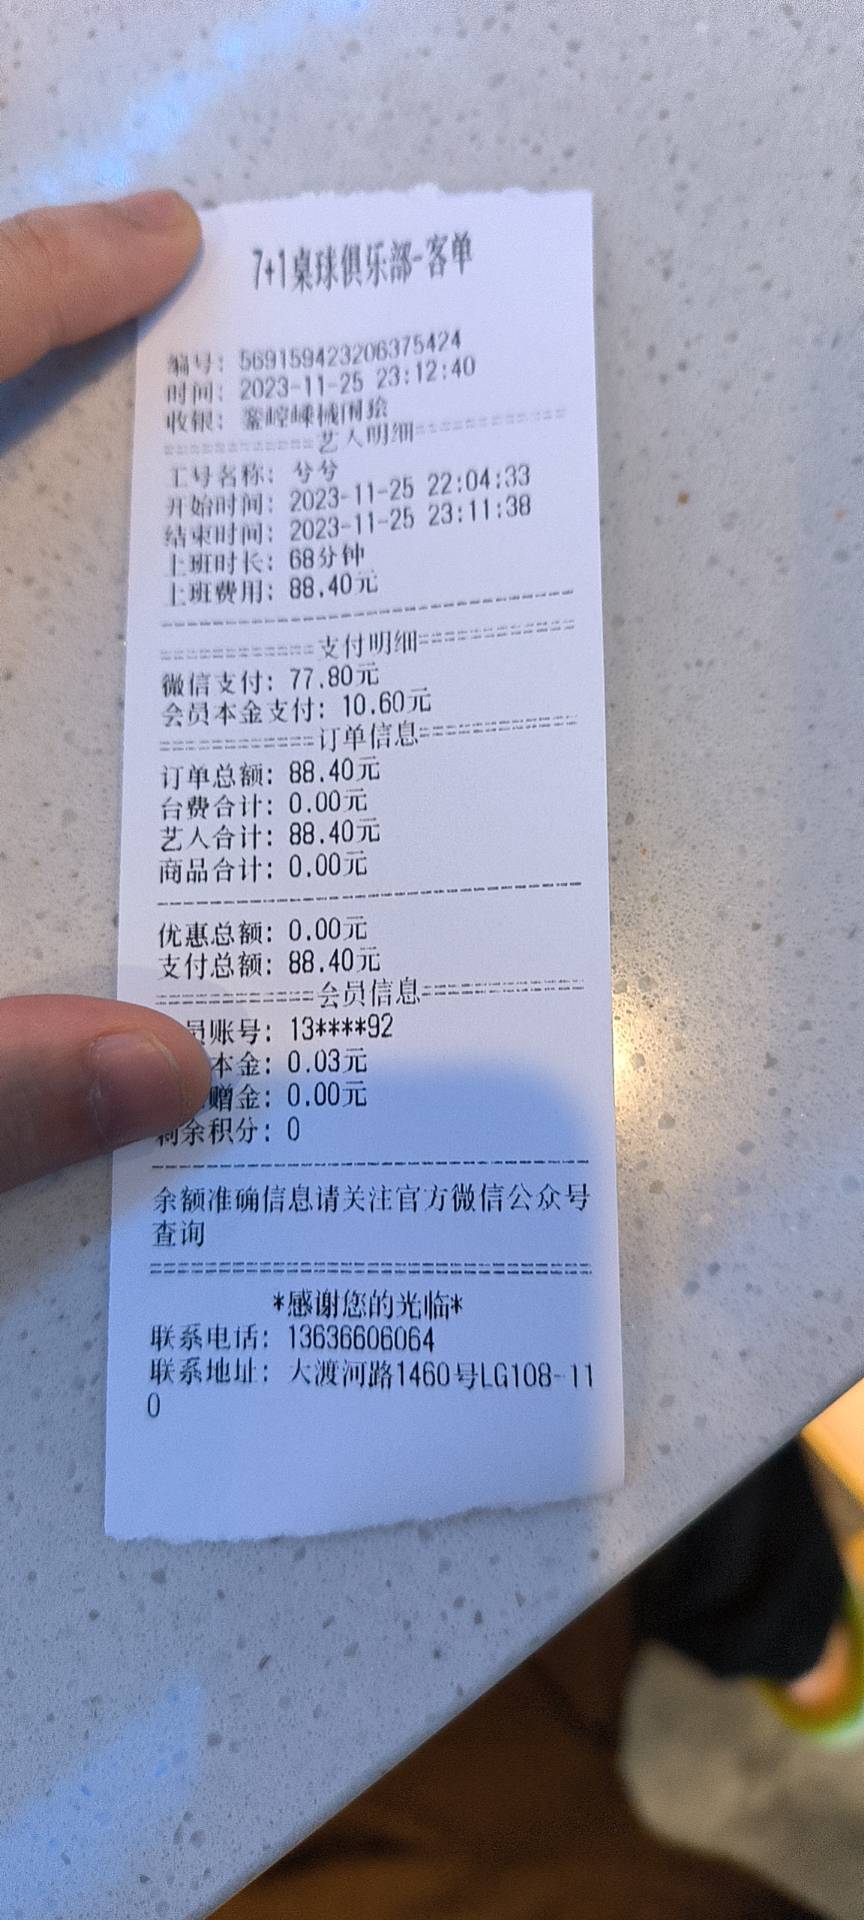 7+1桌球俱乐部-客单
编号: 569159423206375424
时间: 2023-11-25 23:12:40
收银:
============艺人明细============
工号名称: 兮兮
开始时间: 2023-11-25 22:04:33
结束时间: 2023-11-25 23:11:38
上班时长: 68分钟
上班费用: 88.40元
--------------------------------
============支付明细============
微信支付: 77.80元
会员本金支付: 10.60元
============订单信息============
订单总额: 88.40元
台费合计: 0.00元
艺人合计: 88.40元
商品合计: 0.00元
--------------------------------
优惠总额: 0.00元
支付总额: 88.40元
============会员信息============
员账号: 13****92
本金: 0.03元
赠金: 0.00元
剩余积分: 0
--------------------------------
余额准确信息请关注官方微信公众号
查询
================================
*感谢您的光临*
联系电话: 13636606064
联系地址: 大渡河路1460号LG108-11
0